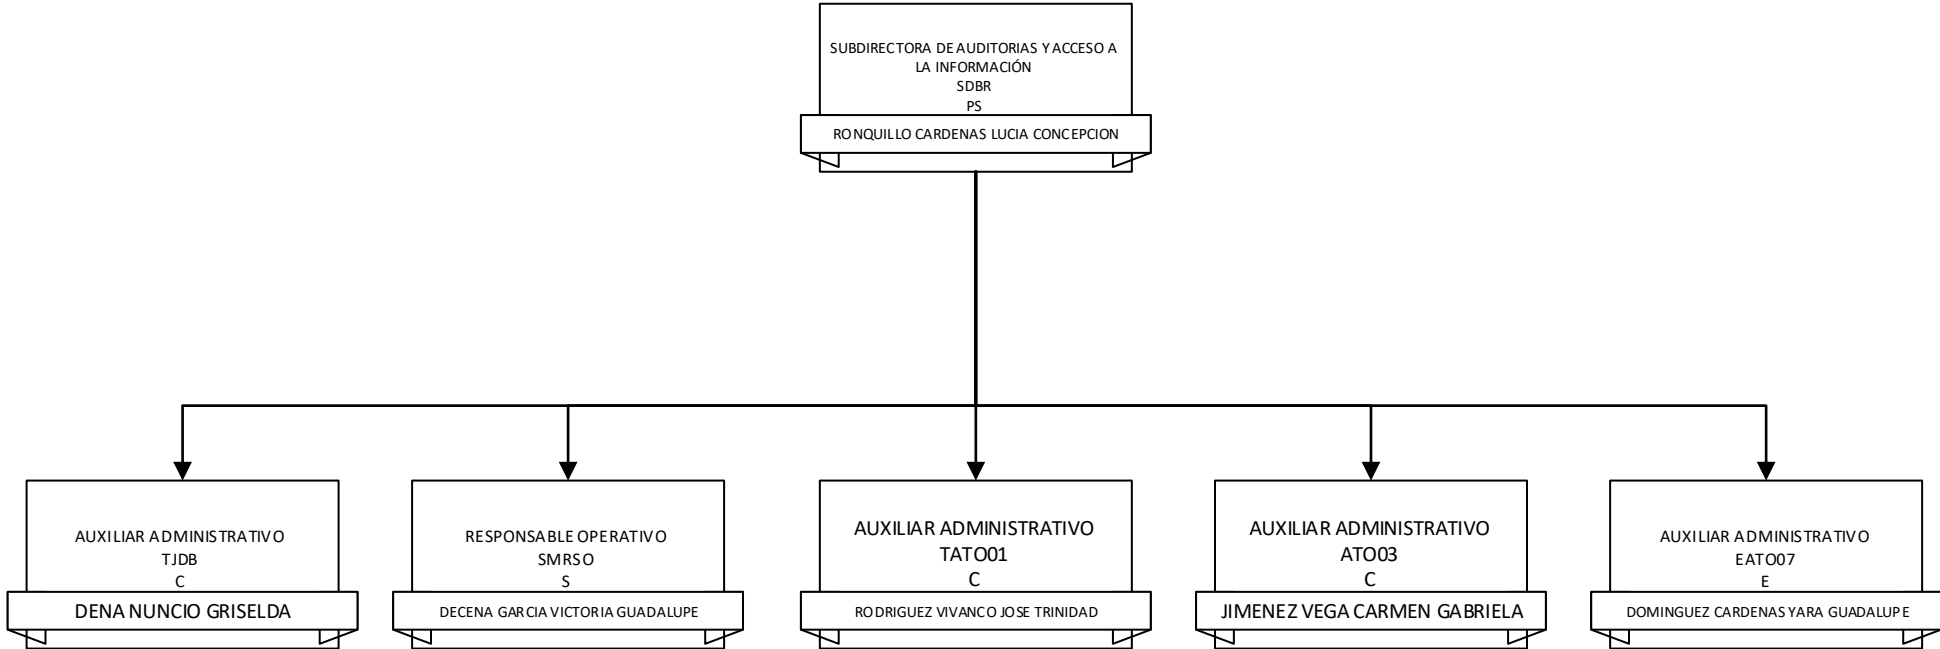 SUBDIRECTORA DE AUDITORIAS Y ACCESO A
LA INFORMACIÓN
SDBR
PS
RONQUILLO CARDENAS LUCIA CONCEPCION
AUXILIAR ADMINISTRATIVO
TJDB
C
DENA NUNCIO GRISELDA
RESPONSABLE OPERATIVO
SMRSO
S
DECENA GARCIA VICTORIA GUADALUPE
AUXILIAR ADMINISTRATIVO
TATO01
C
RODRIGUEZ VIVANCO JOSE TRINIDAD
AUXILIAR ADMINISTRATIVO
ATO03
C
JIMENEZ VEGA CARMEN GABRIELA
AUXILIAR ADMINISTRATIVO
EATO07
E
DOMINGUEZ CARDENAS YARA GUADALUPE